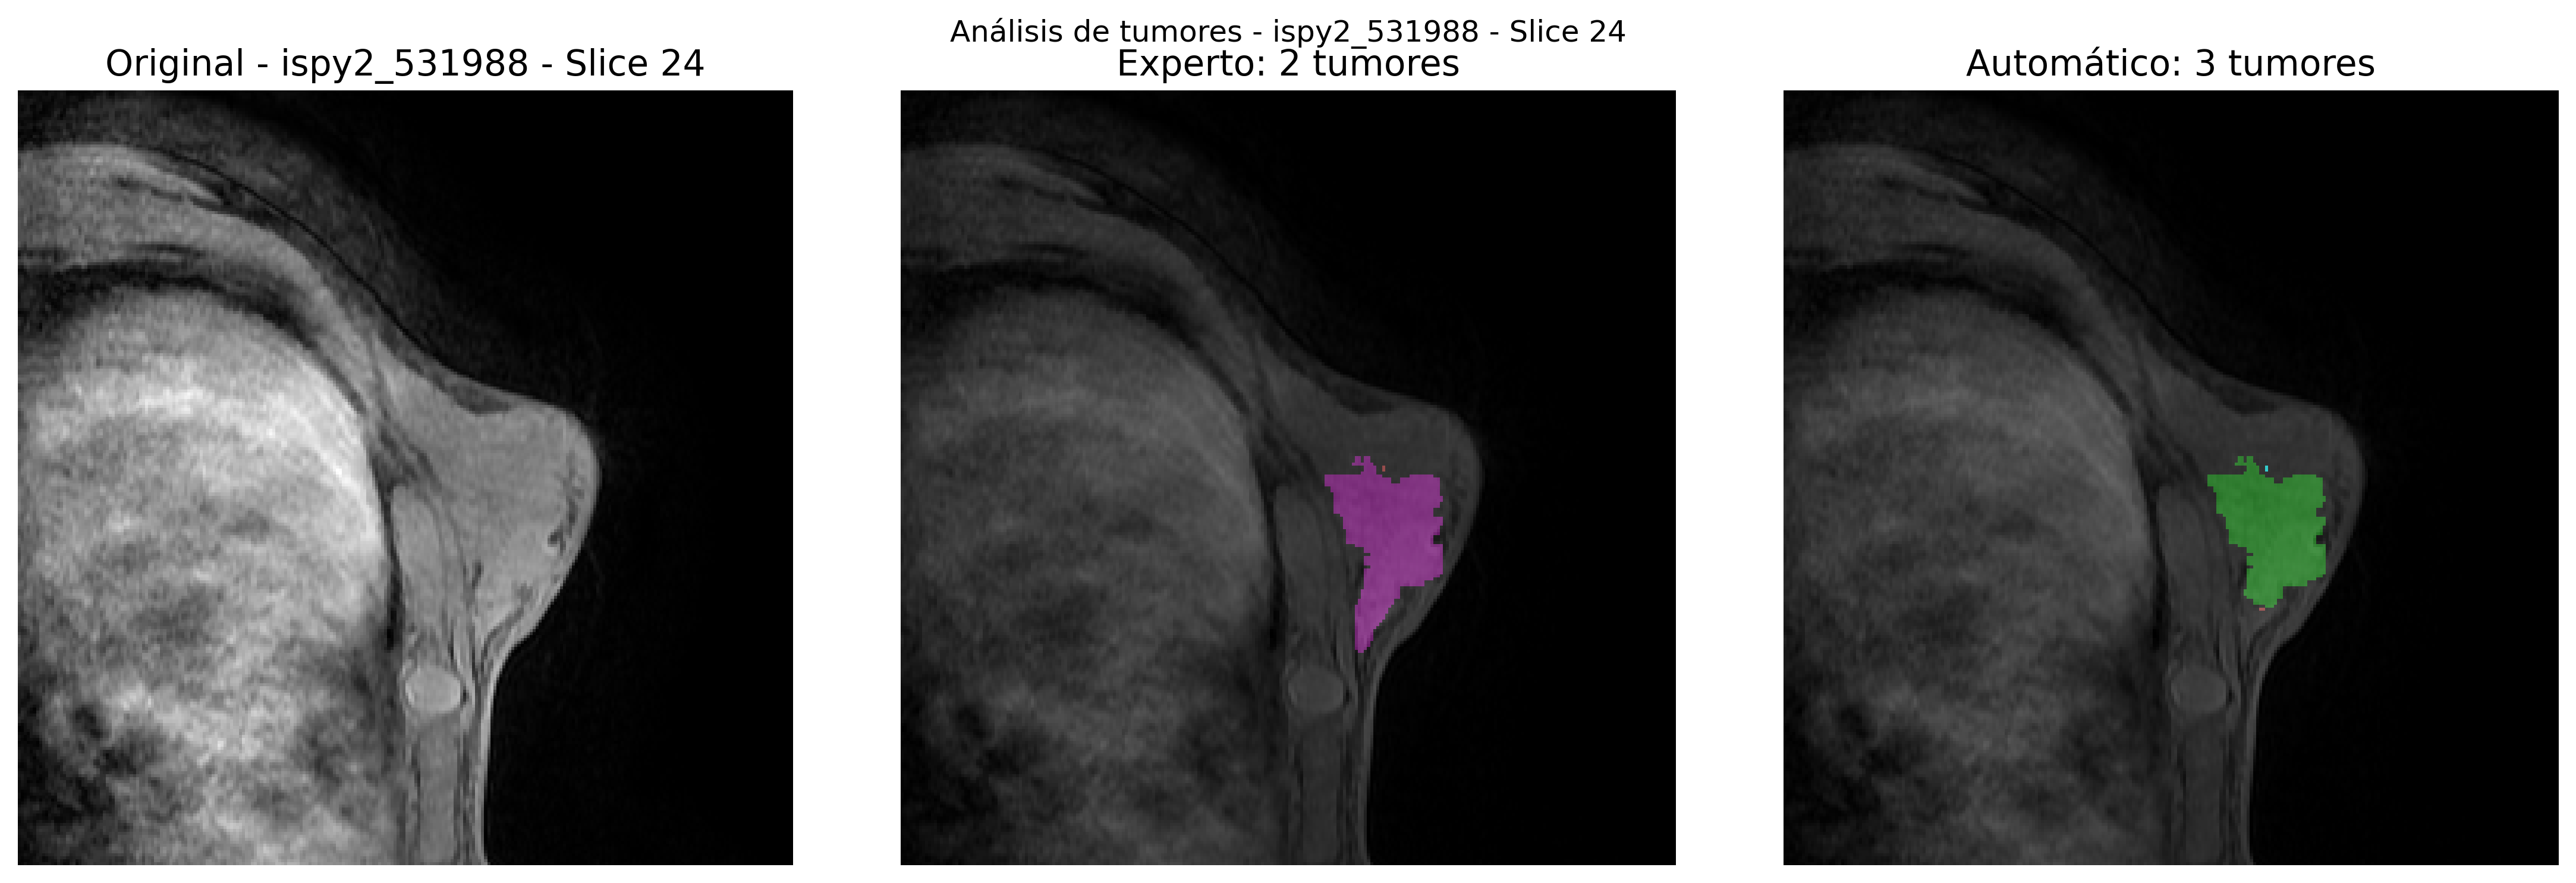 Análisis de tumores - ispy2_531988 - Slice 24
Original - ispy2_531988 - Slice 24
Experto: 2 tumores
Automático: 3 tumores